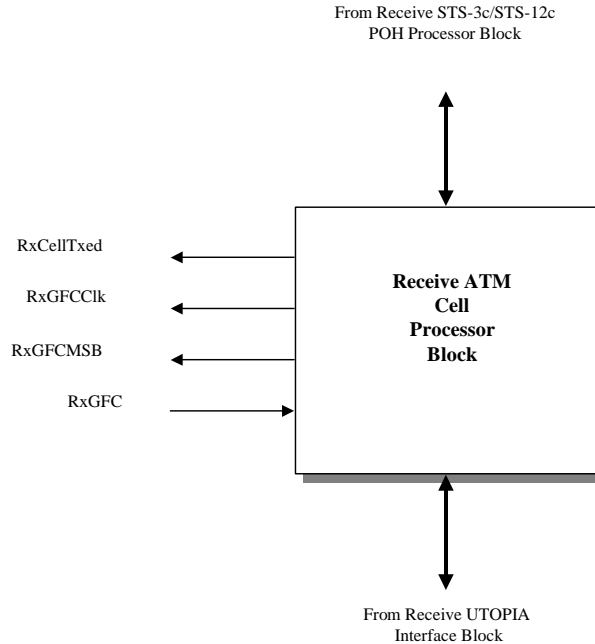 From Receive STS-3c/STS-12c
POH Processor Block
RxCellTxed
RxGFCClk
RxGFCMSB
RxGFC
Receive ATM
Cell
Processor
Block
From Receive UTOPIA
Interface Block